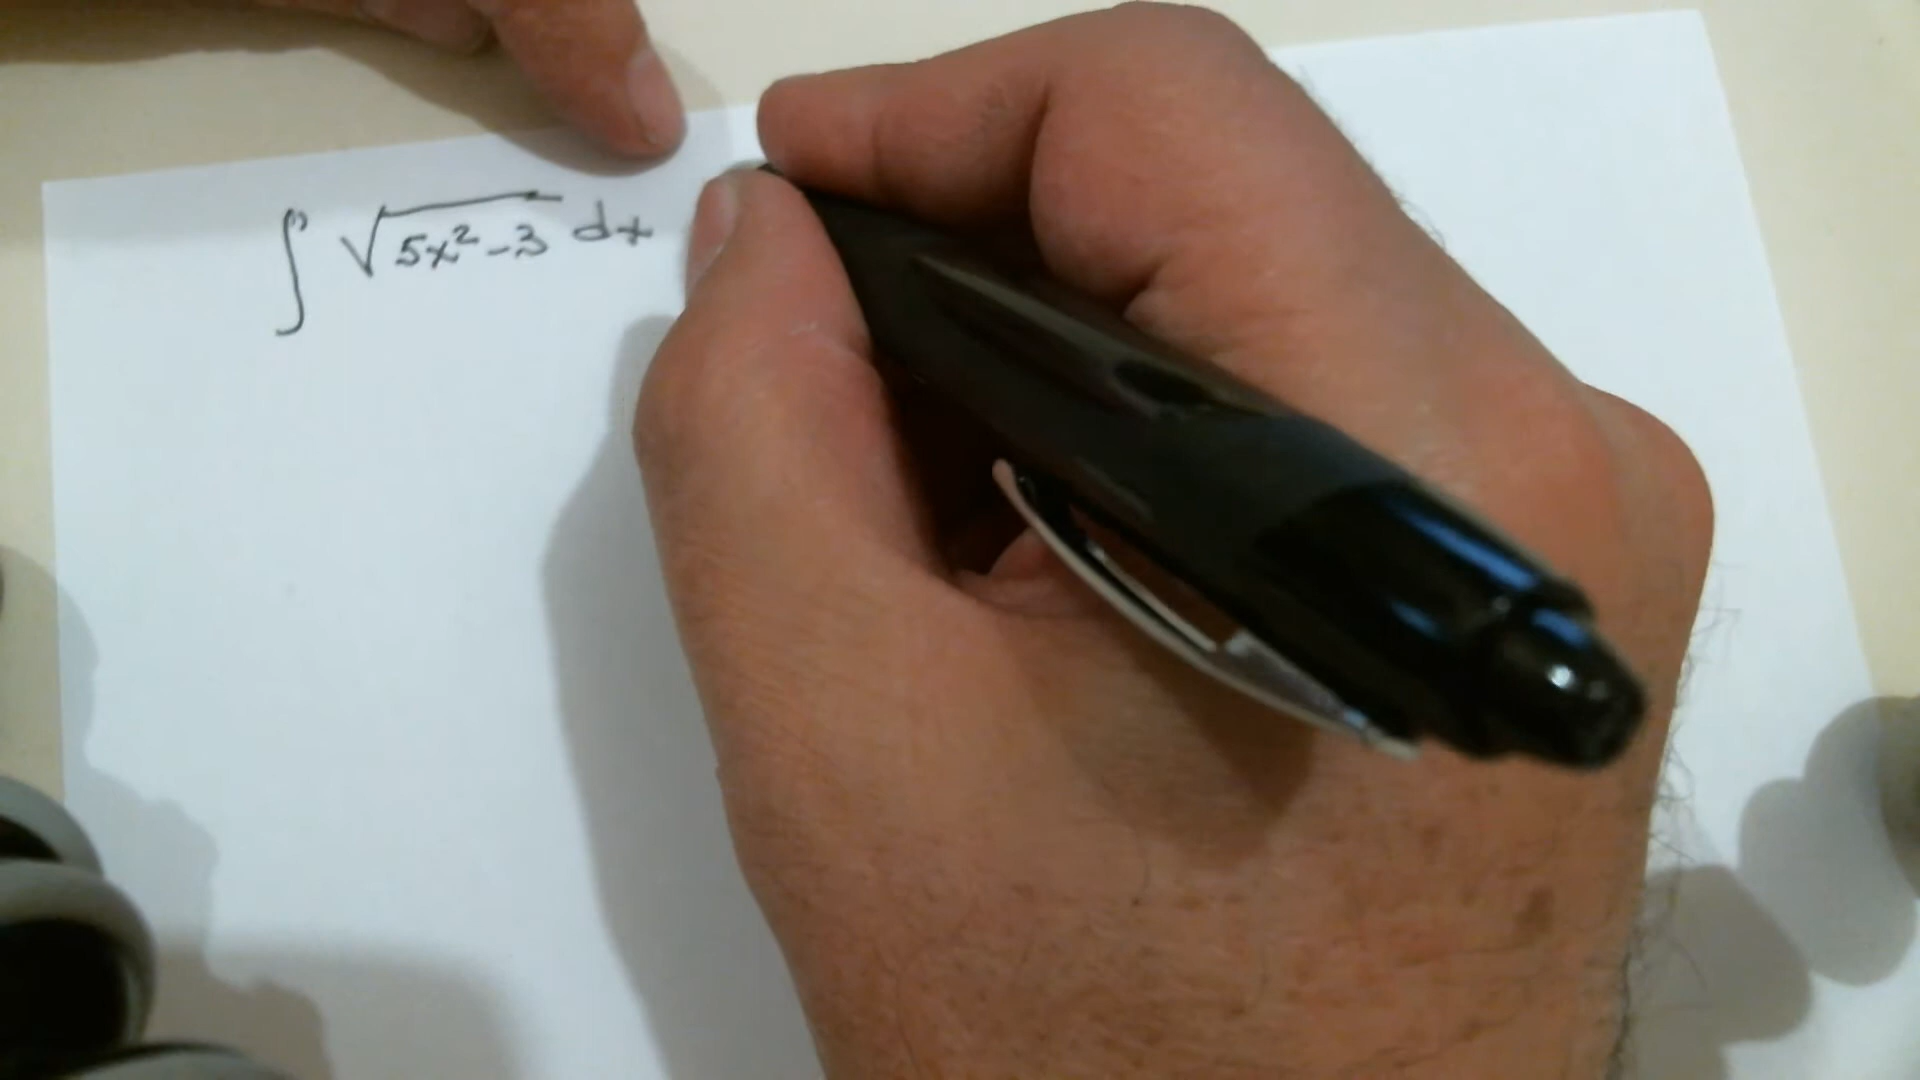 ∫ √(5x² - 3) dx